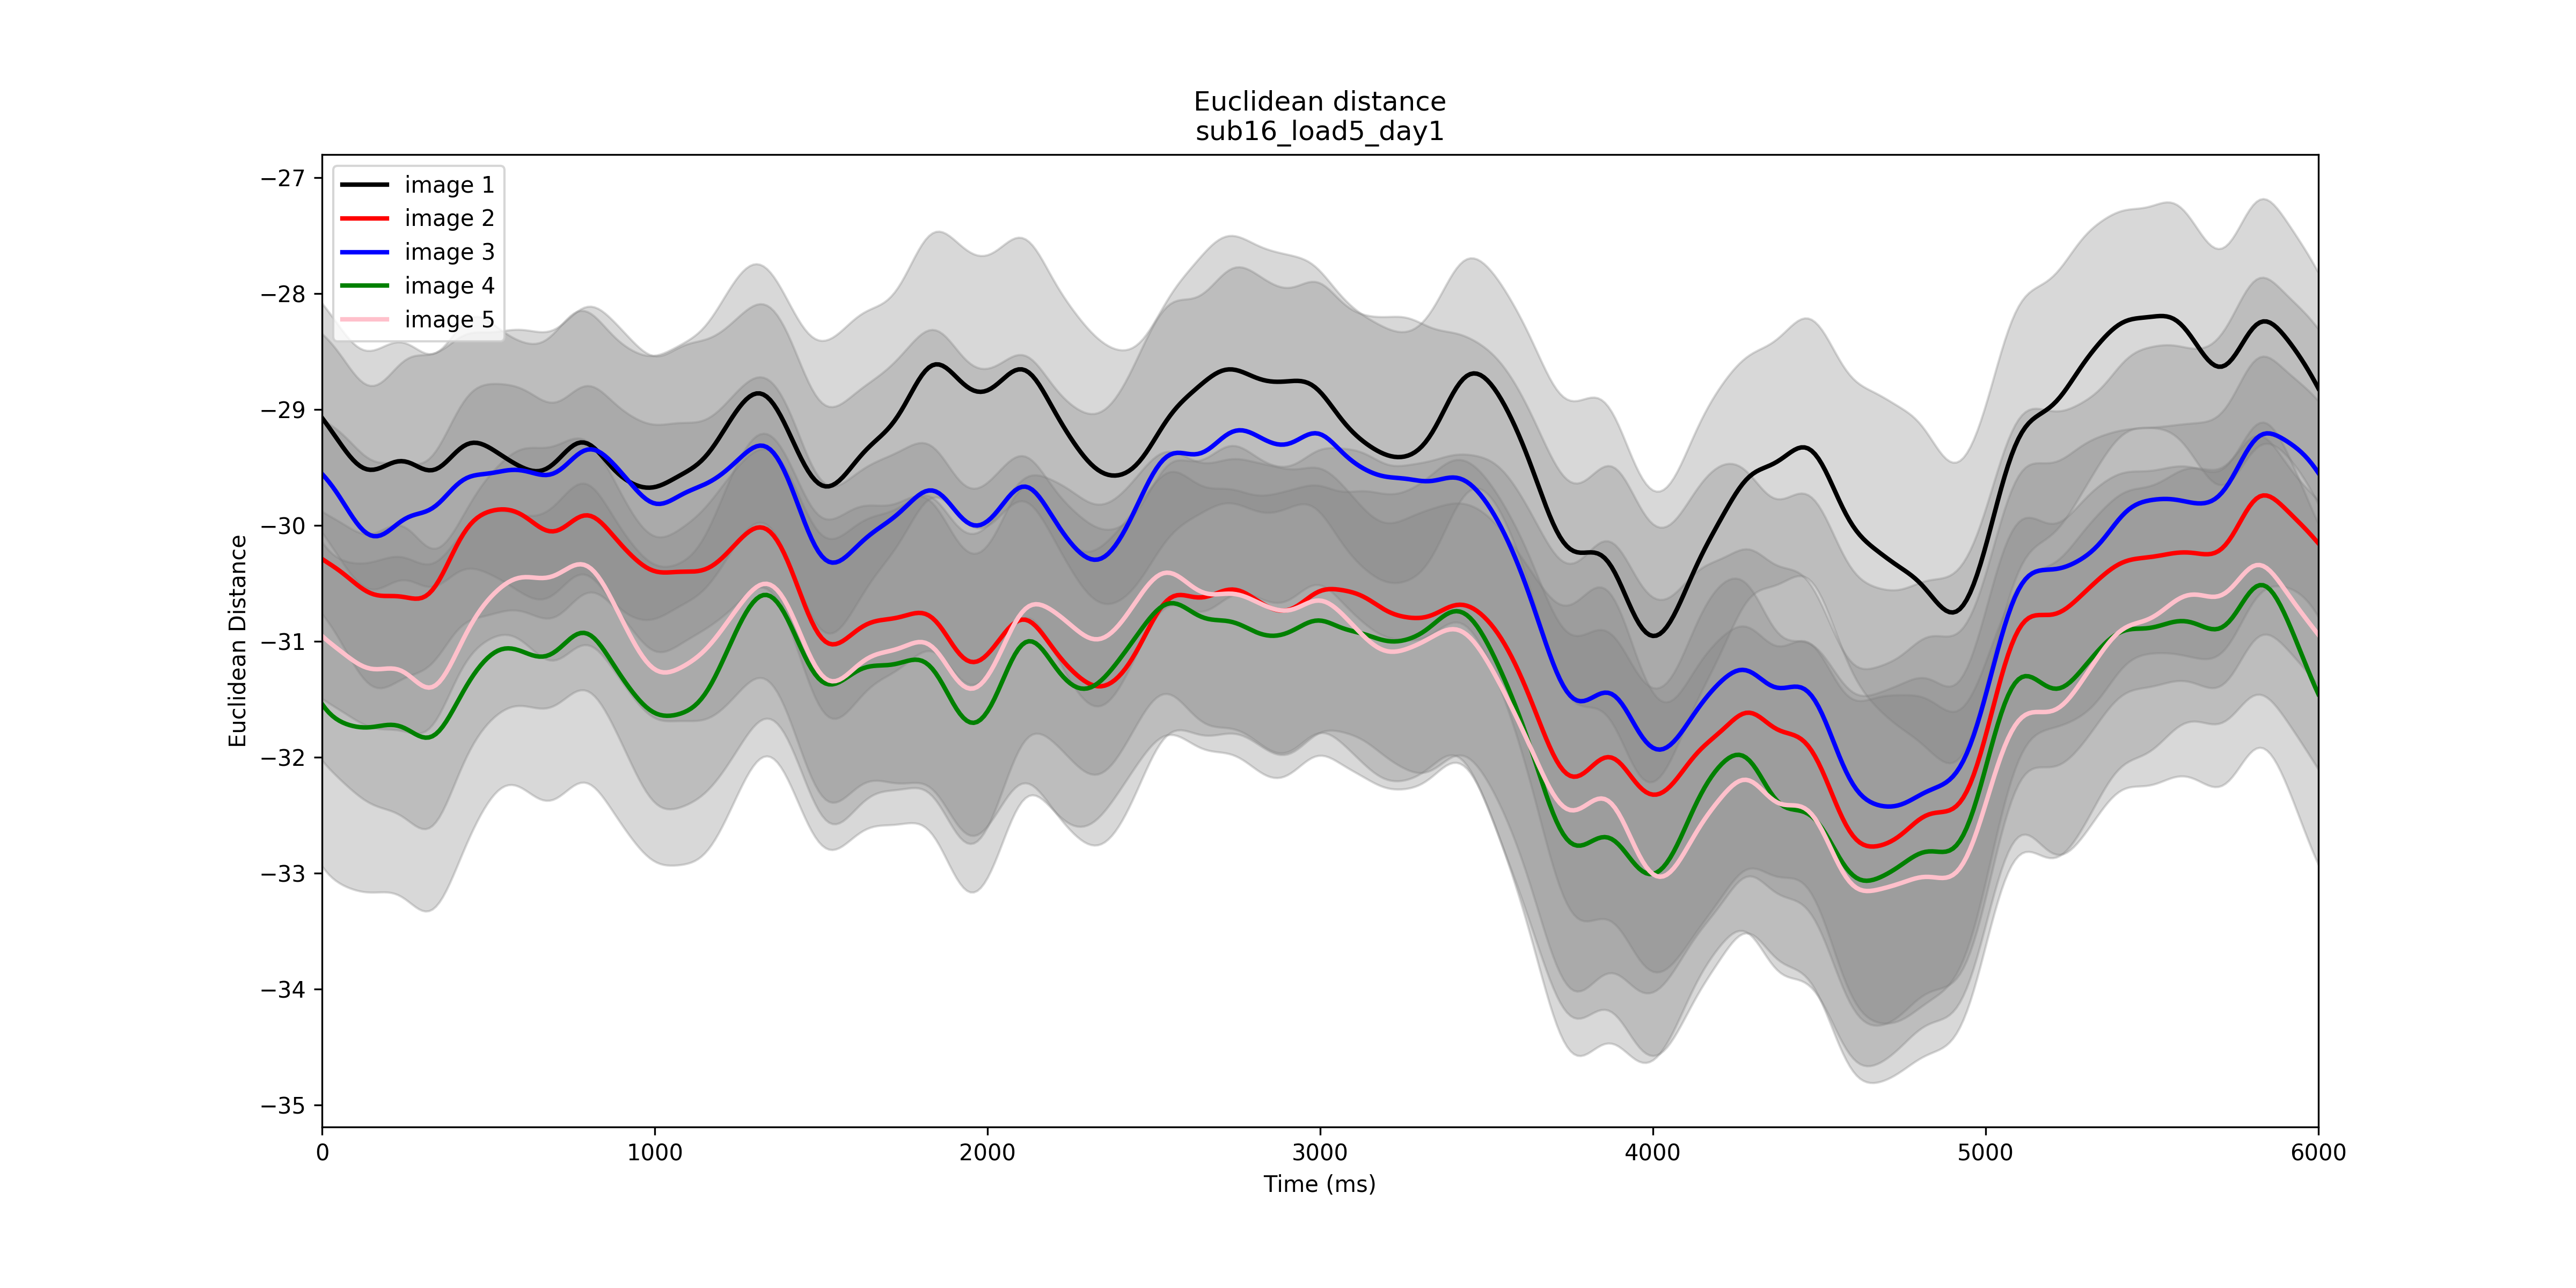 Euclidean distance
sub16_load5_day1
image 1
image 2
image 3
image 4
image 5
Euclidean Distance
−27
−28
−29
−30
−31
−32
−33
−34
−35
0 1000 2000 3000 4000 5000 6000
Time (ms)